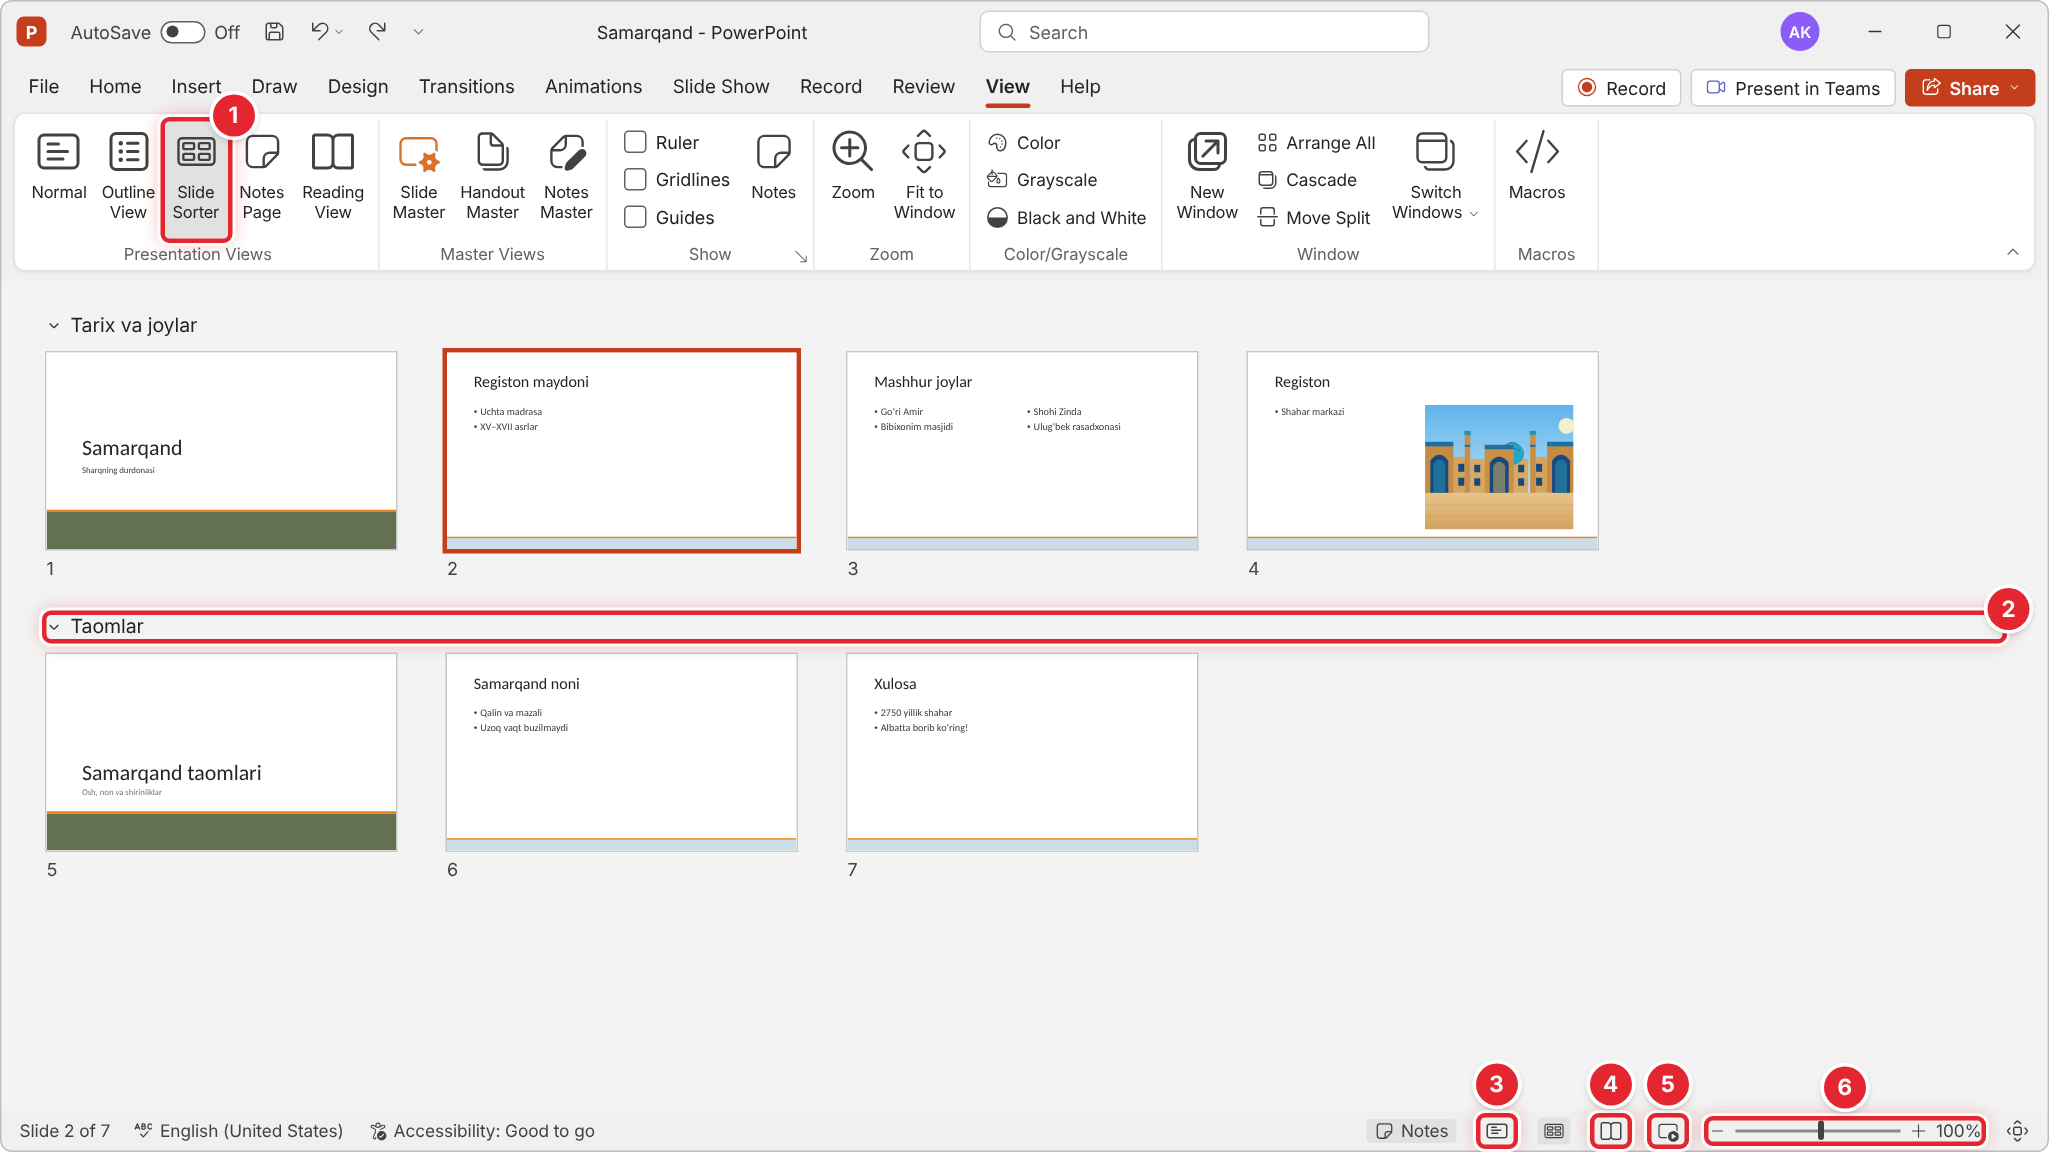 P AutoSave Off Samarqand - PowerPoint Search AK
File Home Insert Draw Design Transitions Animations Slide Show Record Review View Help Record Present in Teams Share
1
Normal
Outline
View
Slide
Sorter
Notes
Page
Reading
View
Presentation Views
Slide
Master
Handout
Master
Notes
Master
Master Views
Ruler
Gridlines
Guides
Notes
Show
Zoom
Fit to
Window
Zoom
Color
Grayscale
Black and White
Color/Grayscale
New
Window
Arrange All
Cascade
Move Split
Switch
Windows
Window
Macros
Macros
Tarix va joylar
Samarqand
Sharqning durdonasi
1
Registon maydoni
• Uchta madrasa
• XV–XVII asrlar
2
Mashhur joylar
• Go‘ri Amir
• Bibixonim masjidi
• Shohi Zinda
• Ulug‘bek rasadxonasi
3
Registon
• Shahar markazi
4
Taomlar
2
Samarqand taomlari
Osh, non va shirinliklar
5
Samarqand noni
• Qalin va mazali
• Uzoq vaqt buzilmaydi
6
Xulosa
• 2750 yillik shahar
• Albatta borib ko‘ring!
7
3 4 5 6
Slide 2 of 7 ABC English (United States) Accessibility: Good to go Notes 100%